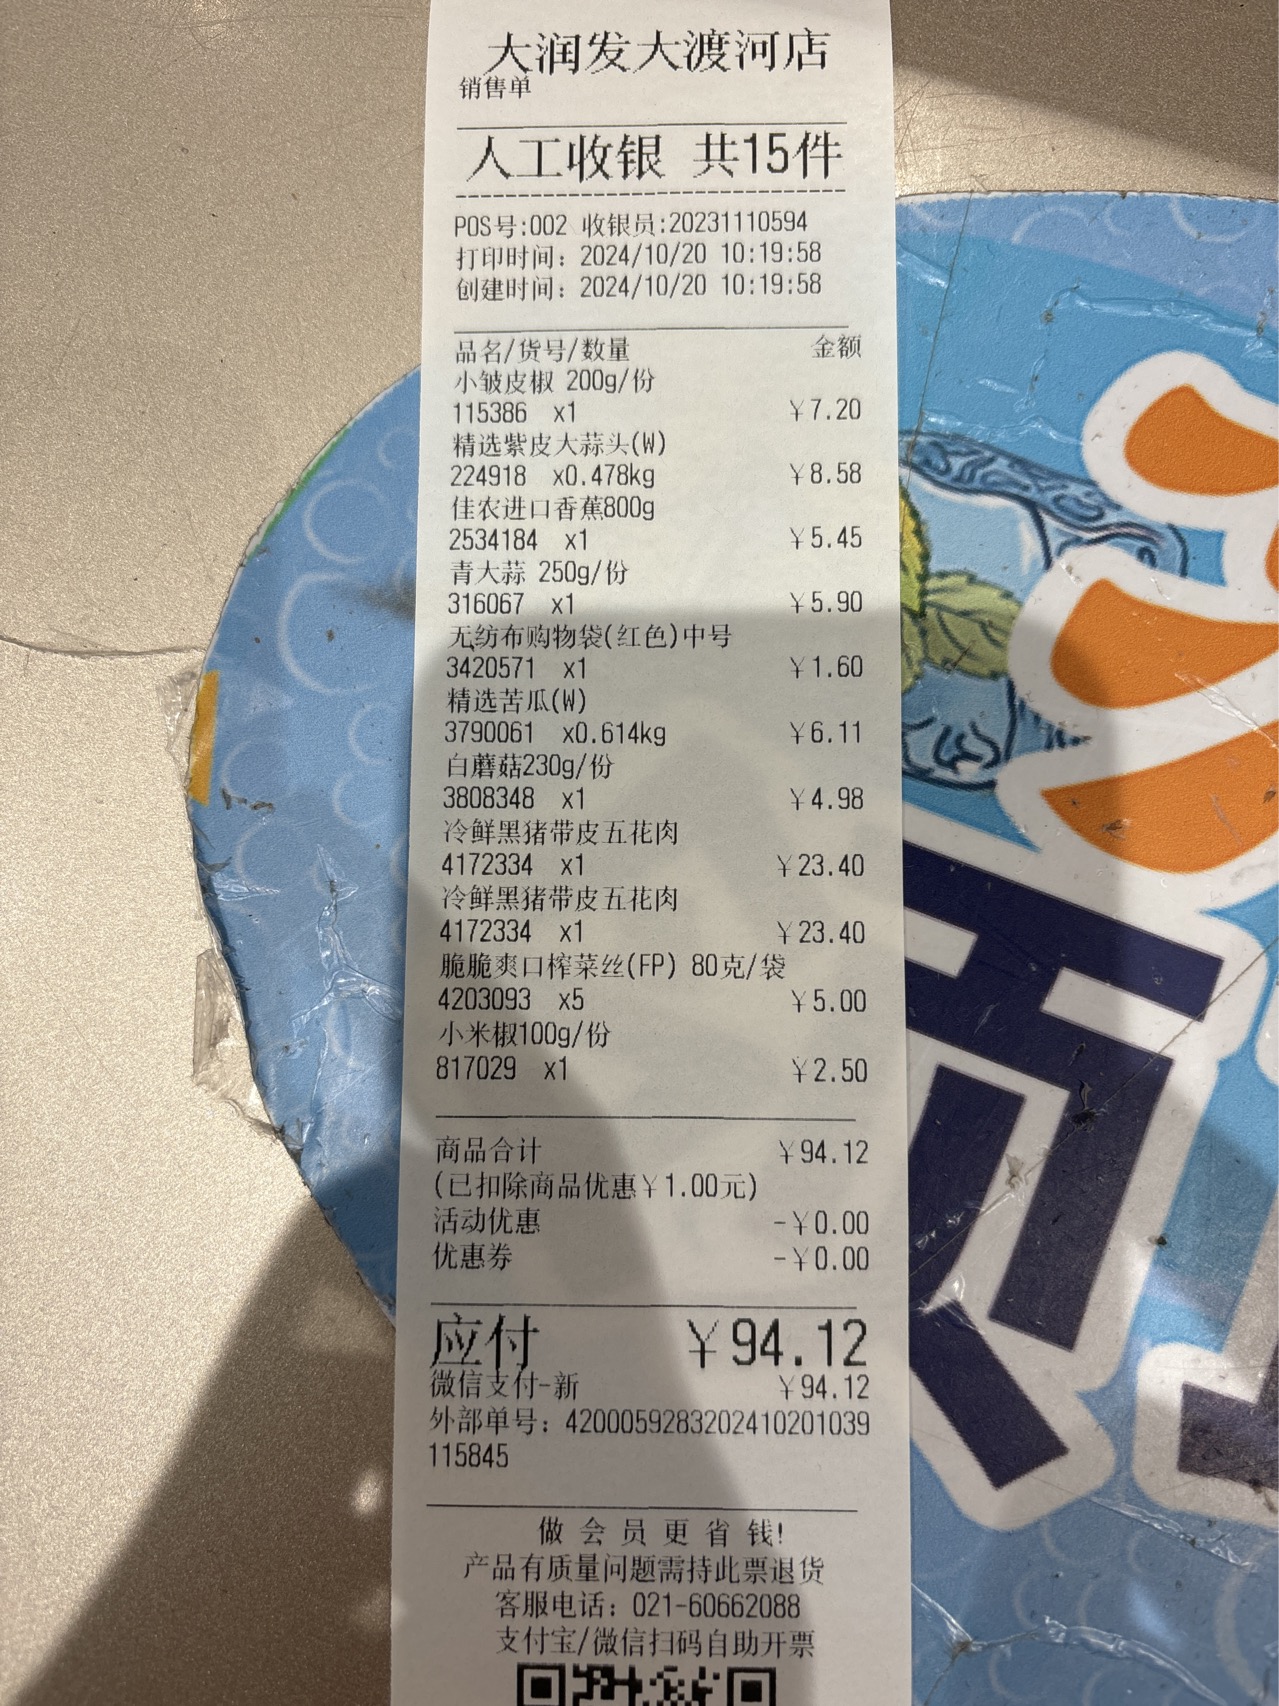 大润发大渡河店
销售单
人工收银 共15件
POS号:002 收银员:20231110594
打印时间：2024/10/20 10:19:58
创建时间：2024/10/20 10:19:58
品名/货号/数量 金额
小皱皮椒 200g/份
115386 x1 ￥7.20
精选紫皮大蒜头(W)
224918 x0.478kg ￥8.58
佳农进口香蕉800g
2534184 x1 ￥5.45
青大蒜 250g/份
316067 x1 ￥5.90
无纺布购物袋(红色)中号
3420571 x1 ￥1.60
精选苦瓜(W)
3790061 x0.614kg ￥6.11
白蘑菇230g/份
3808348 x1 ￥4.98
冷鲜黑猪带皮五花肉
4172334 x1 ￥23.40
冷鲜黑猪带皮五花肉
4172334 x1 ￥23.40
脆脆爽口榨菜丝(FP) 80克/袋
4203093 x5 ￥5.00
小米椒100g/份
817029 x1 ￥2.50
商品合计 ￥94.12
(已扣除商品优惠￥1.00元)
活动优惠 -￥0.00
优惠券 -￥0.00
应付 ￥94.12
微信支付-新 ￥94.12
外部单号：4200059283202410201039
115845
做 会 员 更 省 钱!
产品有质量问题需持此票退货
客服电话：021-60662088
支付宝/微信扫码自助开票